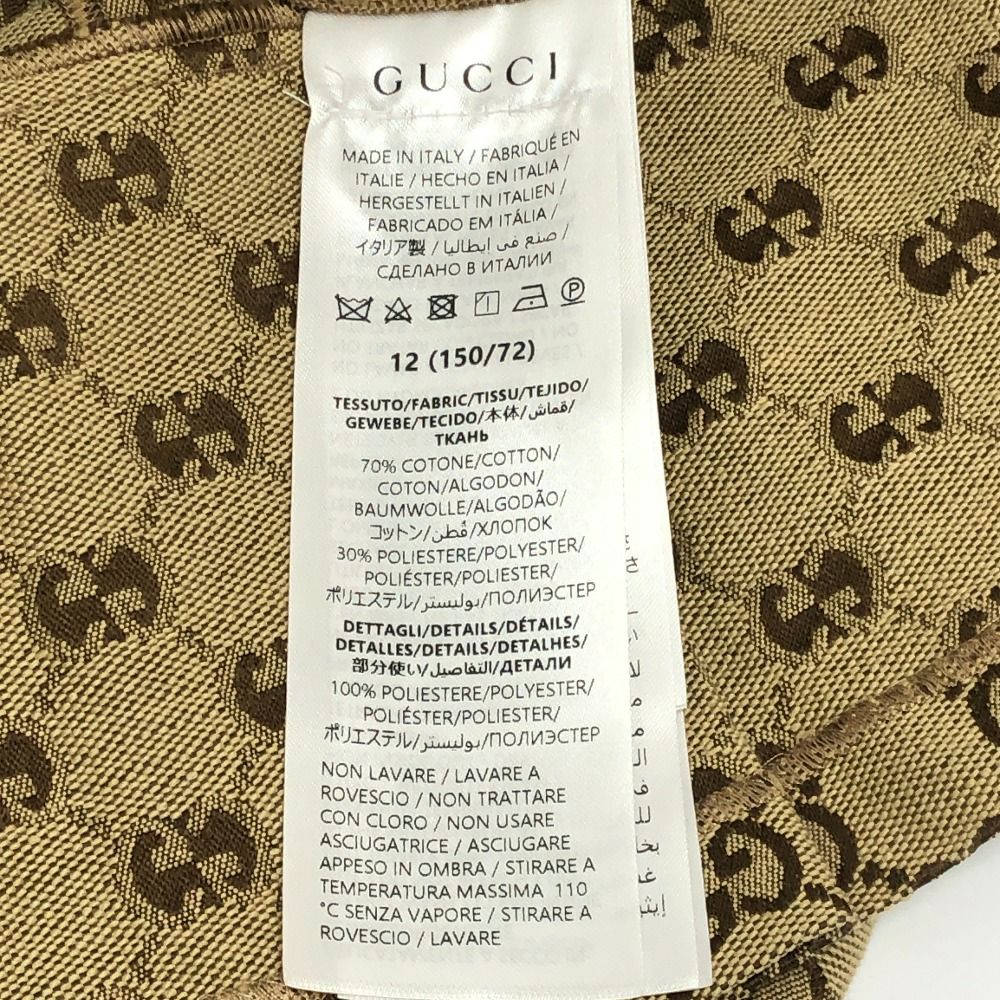 GUCCI
MADE IN ITALY / FABRIQUÉ EN
ITALIE / HECHO EN ITALIA /
HERGESTELLT IN ITALIEN /
FABRICADO EM ITÁLIA /
イタリア製 / صنع في إيطاليا /
СДЕЛАНО В ИТАЛИИ
12 (150/72)
TESSUTO/FABRIC/TISSU/TEJIDO/
GEWEBE/TECIDO/本体/قماش/
ТКАНЬ
70% COTONE/COTTON/
COTON/ALGODON/
BAUMWOLLE/ALGODÃO/
コットン/قطن/ХЛОПОК
30% POLIESTERE/POLYESTER/
POLIÉSTER/POLIESTER/
ポリエステル/بوليستر/ПОЛИЭСТЕР
DETTAGLI/DETAILS/DÉTAILS/
DETALLES/DETAILS/DETALHES/
部分使い/التفاصيل/ДЕТАЛИ
100% POLIESTERE/POLYESTER/
POLIÉSTER/POLIESTER/
ポリエステル/بوليستر/ПОЛИЭСТЕР
NON LAVARE / LAVARE A
ROVESCIO / NON TRATTARE
CON CLORO / NON USARE
ASCIUGATRICE / ASCIUGARE
APPESO IN OMBRA / STIRARE A
TEMPERATURA MASSIMA 110
°C SENZA VAPORE / STIRARE A
ROVESCIO / LAVARE